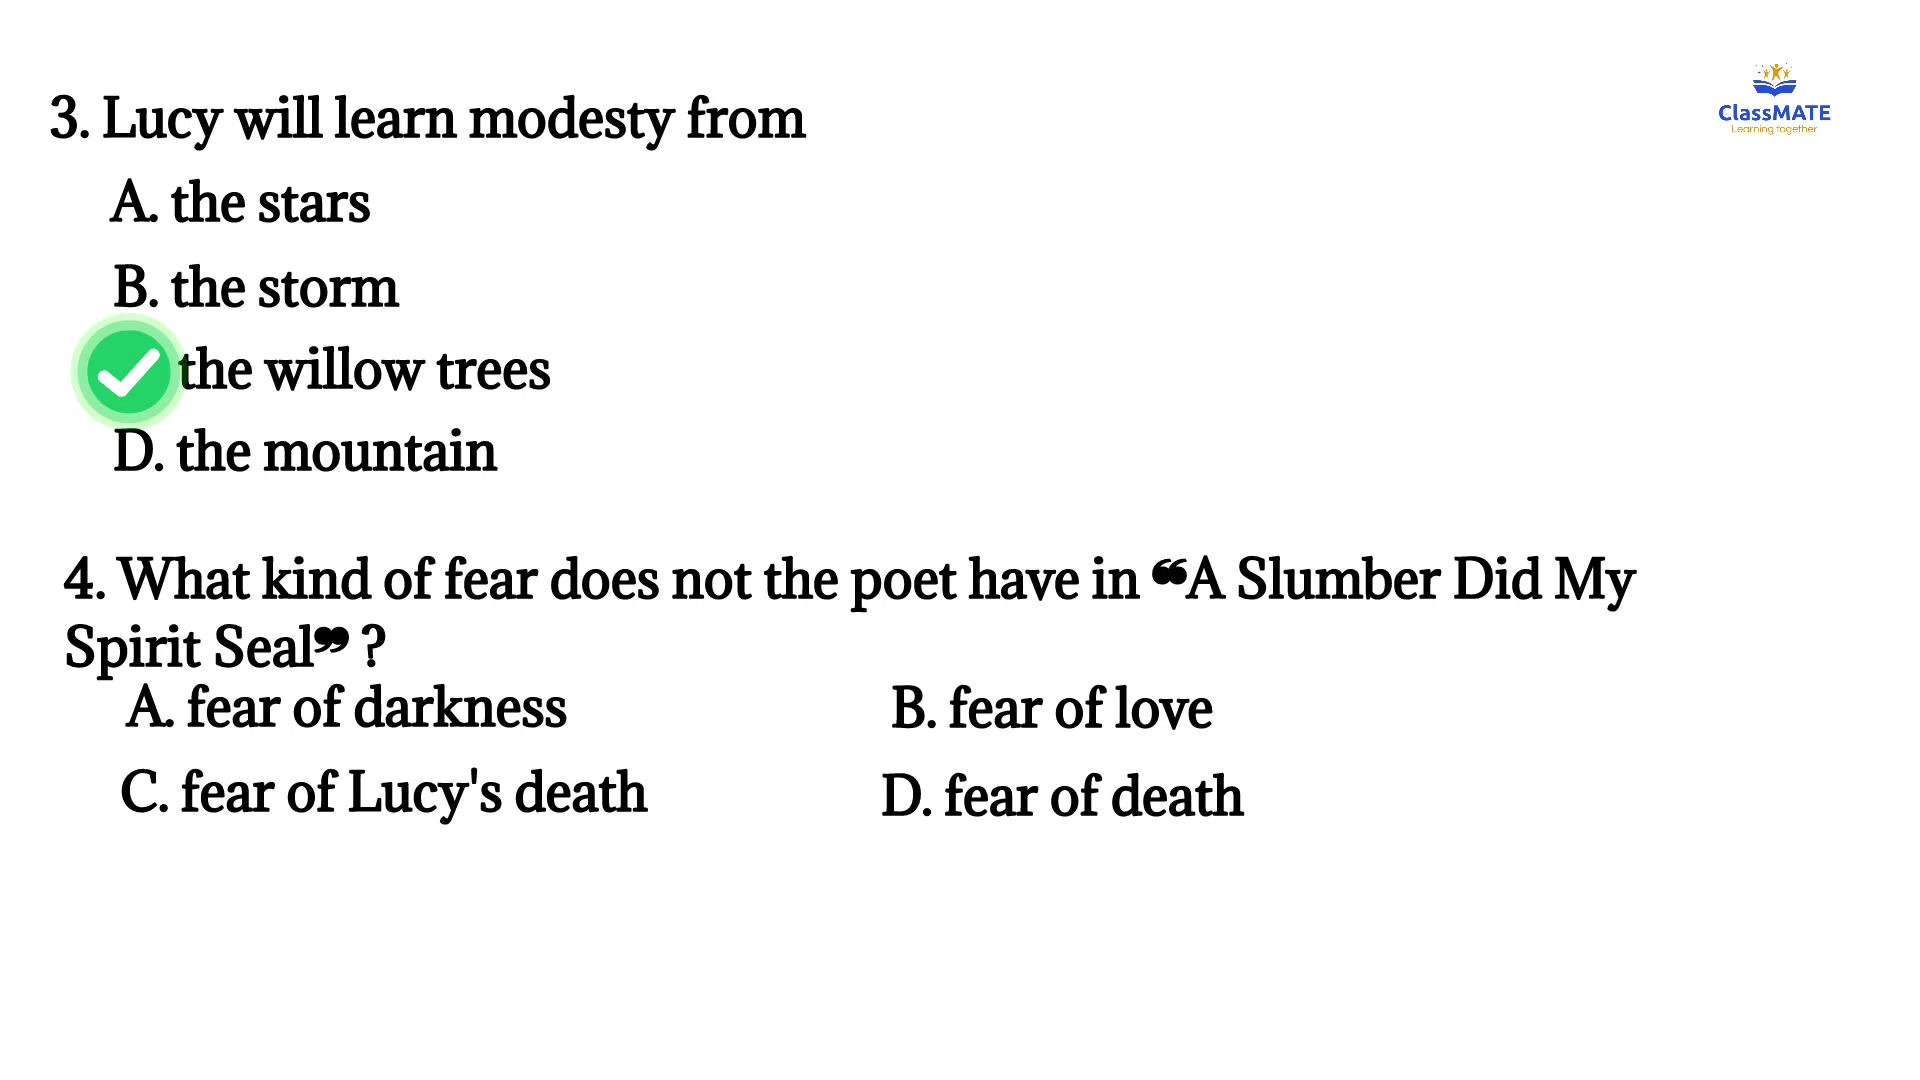 ClassMATE
Learning together
3. Lucy will learn modesty from
A. the stars
B. the storm
the willow trees
D. the mountain
4. What kind of fear does not the poet have in ❝A Slumber Did My
Spirit Seal❞ ?
A. fear of darkness
B. fear of love
C. fear of Lucy's death
D. fear of death